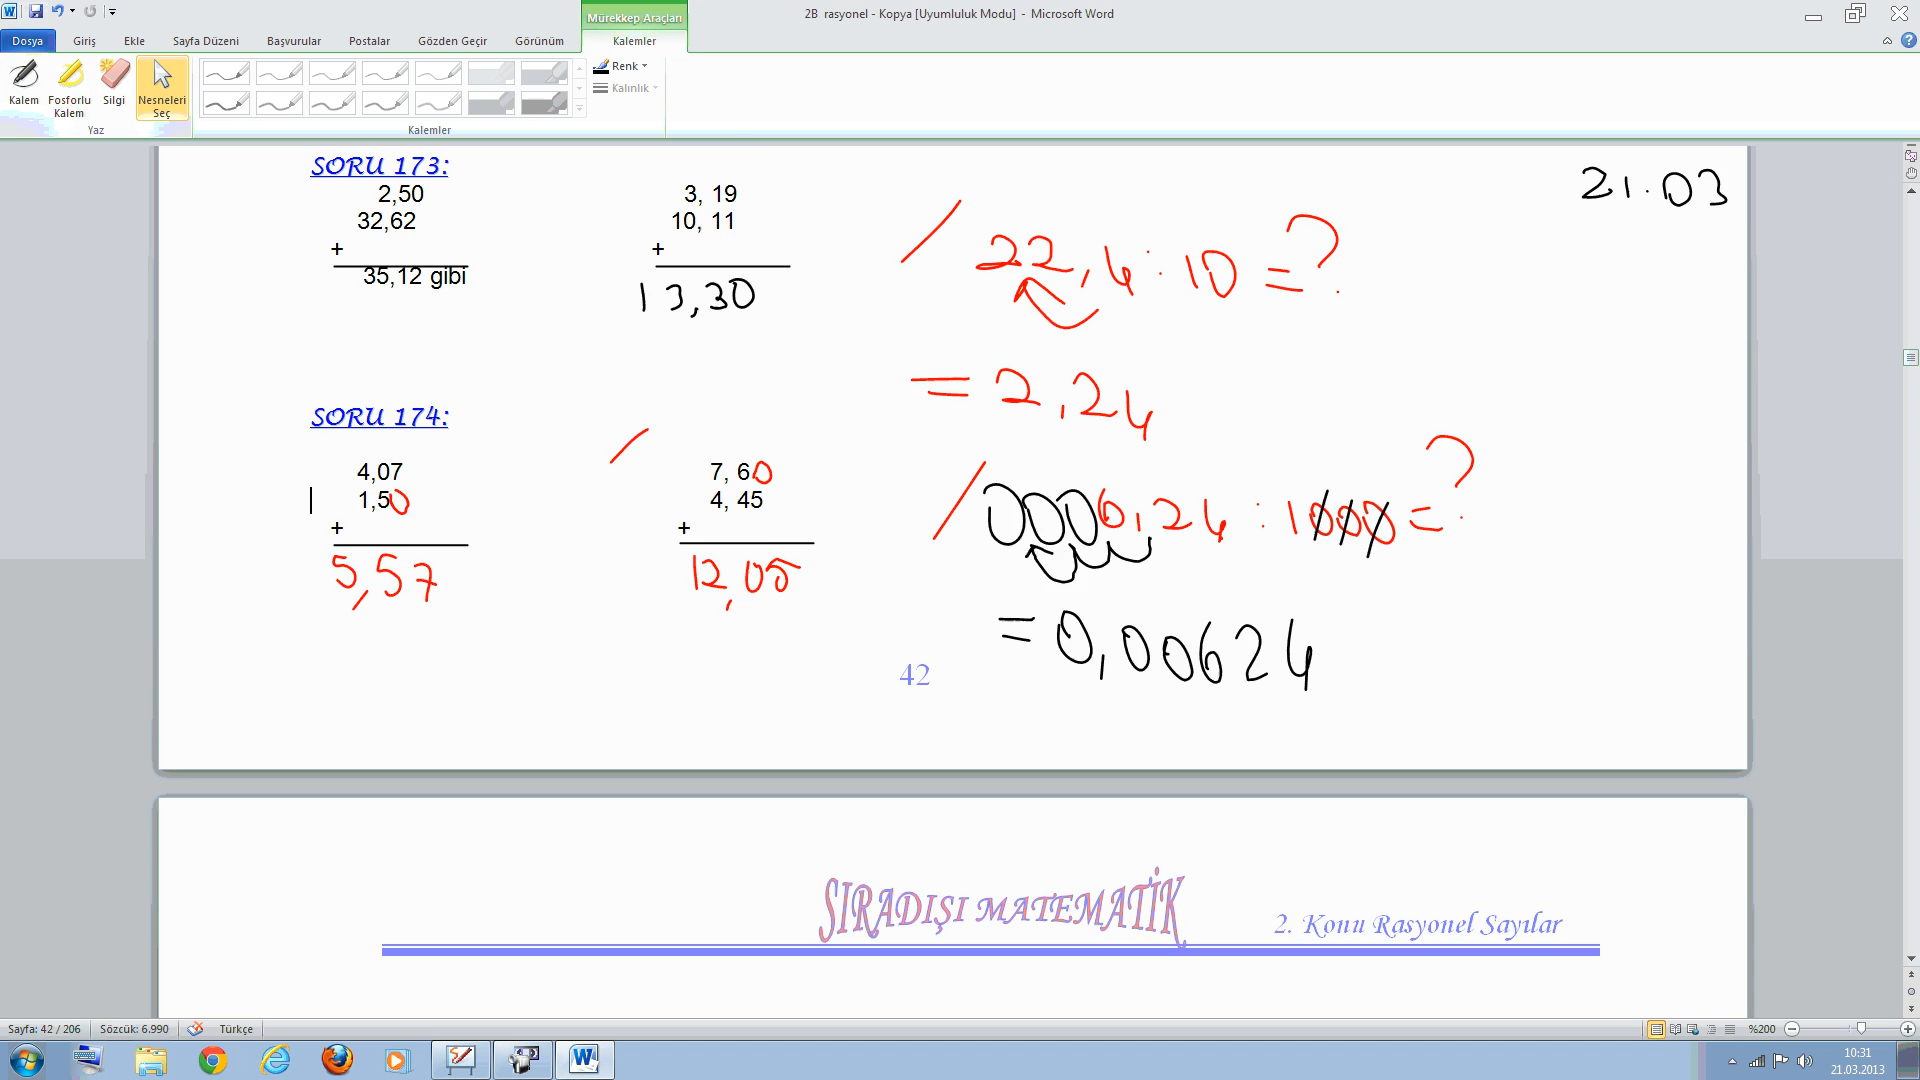 2B rasyonel - Kopya [Uyumluluk Modu] - Microsoft Word
Mürekkep Araçları
Dosya Giriş Ekle Sayfa Düzeni Başvurular Postalar Gözden Geçir Görünüm Kalemler
Kalem Fosforlu Kalem Silgi Nesneleri Seç
Renk
Kalınlık
Yaz Kalemler
21.03
SORU 173:
2,50
32,62
+
35,12 gibi
3, 19
10, 11
+
13,30
22,4:10=?
=2,24
SORU 174:
4,07
1,50
+
5,57
7, 60
4, 45
+
12,05
0006,24:1000=?
=0,00624
42
SIRADIŞI MATEMATİK
2. Konu Rasyonel Sayılar
Sayfa: 42 / 206 Sözcük: 6.990 Türkçe %200
10:31
21.03.2013